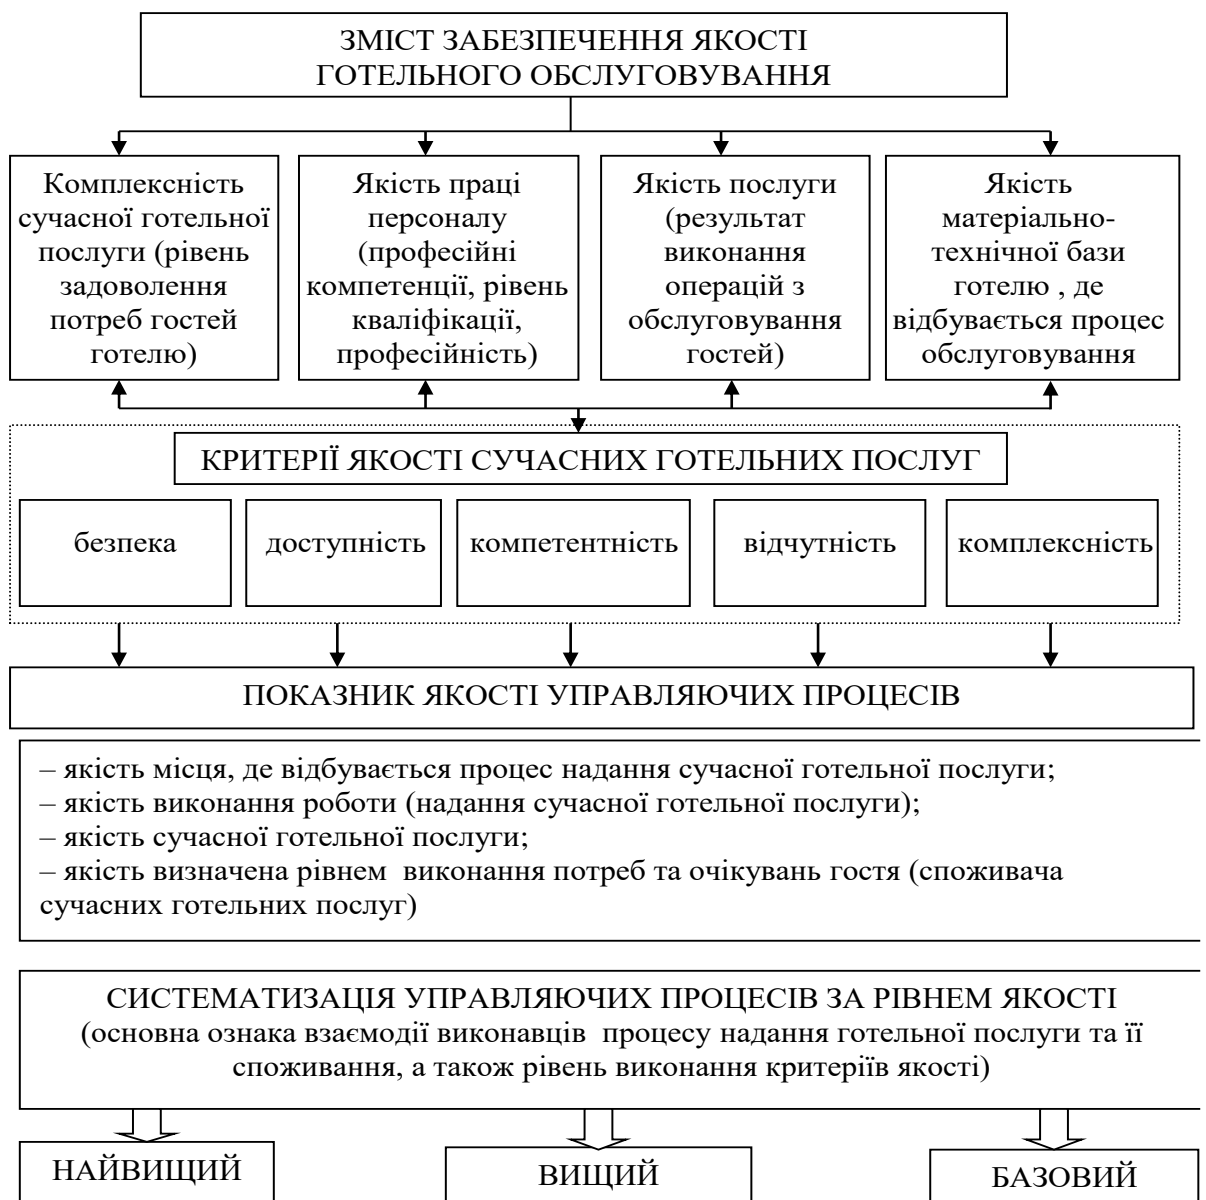 ЗМІСТ ЗАБЕЗПЕЧЕННЯ ЯКОСТІ
ГОТЕЛЬНОГО ОБСЛУГОВУВАННЯ
Комплексність
сучасної готельної
послуги (рівень
задоволення
потреб гостей
готелю)
Якість праці
персоналу
(професійні
компетенції, рівень
кваліфікації,
професійність)
Якість послуги
(результат
виконання
операцій з
обслуговування
гостей)
Якість
матеріально-
технічної бази
готелю , де
відбувається процес
обслуговування
КРИТЕРІЇ ЯКОСТІ СУЧАСНИХ ГОТЕЛЬНИХ ПОСЛУГ
безпека
доступність
компетентність
відчутність
комплексність
ПОКАЗНИК ЯКОСТІ УПРАВЛЯЮЧИХ ПРОЦЕСІВ
– якість місця, де відбувається процес надання сучасної готельної послуги;
– якість виконання роботи (надання сучасної готельної послуги);
– якість сучасної готельної послуги;
– якість визначена рівнем  виконання потреб та очікувань гостя (споживача
сучасних готельних послуг)
СИСТЕМАТИЗАЦІЯ УПРАВЛЯЮЧИХ ПРОЦЕСІВ ЗА РІВНЕМ ЯКОСТІ
(основна ознака взаємодії виконавців  процесу надання готельної послуги та її
споживання, а також рівень виконання критеріїв якості)
НАЙВИЩИЙ
ВИЩИЙ
БАЗОВИЙ